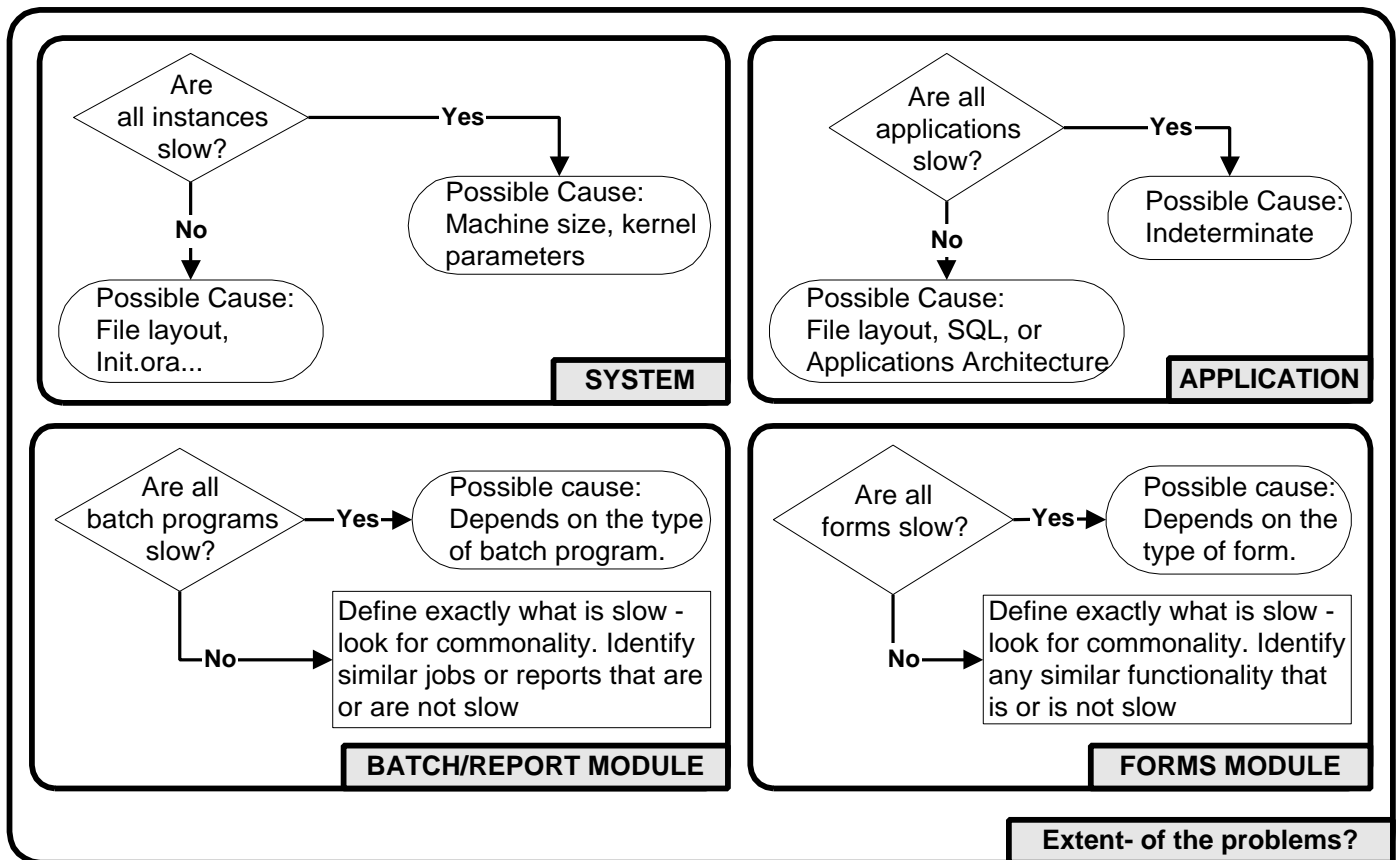 Are
all instances
slow?
Yes
Possible Cause:
Machine size, kernel
parameters
No
Possible Cause:
File layout,
Init.ora...
SYSTEM
Are all
applications
slow?
Yes
Possible Cause:
Indeterminate
No
Possible Cause:
File layout, SQL, or
Applications Architecture
APPLICATION
Are all
batch programs
slow?
Yes
Possible cause:
Depends on the type
of batch program.
No
Define exactly what is slow -
look for commonality. Identify
similar jobs or reports that are
or are not slow
BATCH/REPORT MODULE
Are all
forms slow?
Yes
Possible cause:
Depends on the
type of form.
No
Define exactly what is slow -
look for commonality. Identify
any similar functionality that
is or is not slow
FORMS MODULE
Extent- of the problems?